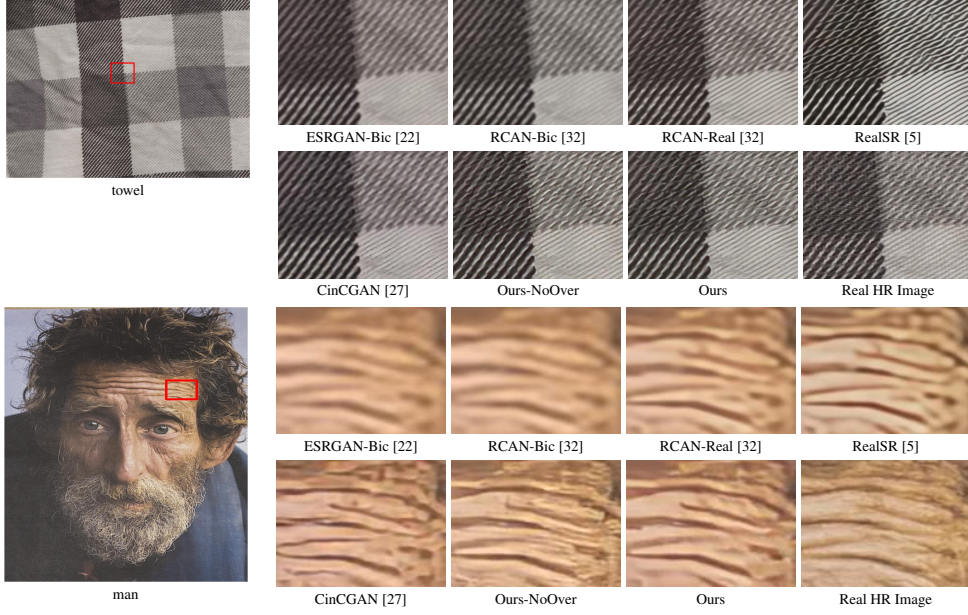 ESRGAN-Bic [22] RCAN-Bic [32] RCAN-Real [32] RealSR [5]
towel
CinCGAN [27] Ours-NoOver Ours Real HR Image
ESRGAN-Bic [22] RCAN-Bic [32] RCAN-Real [32] RealSR [5]
man
CinCGAN [27] Ours-NoOver Ours Real HR Image